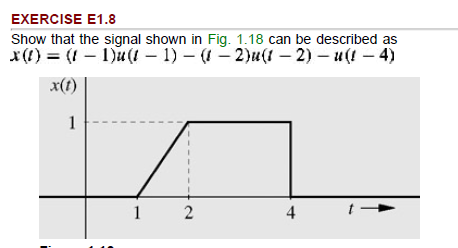 EXERCISE E1.8
Show that the signal shown in Fig. 1.18 can be described as
x(t) = (t − 1)u(t − 1) − (t − 2)u(t − 2) − u(t − 4)
x(t)
1
1 2 4 t